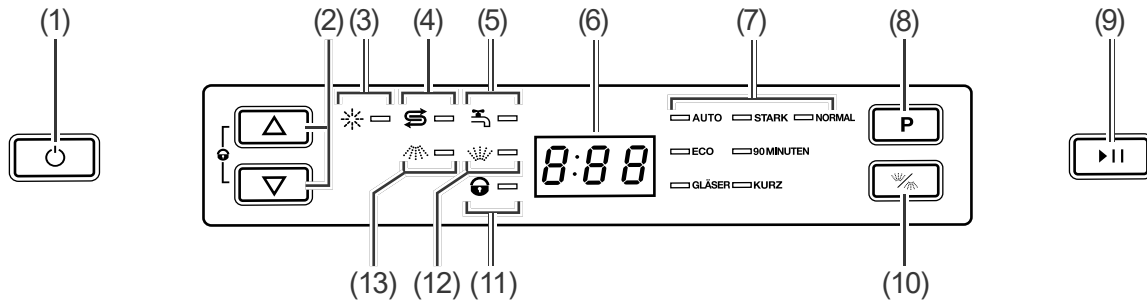 (1) (2) (3) (4) (5) (6) (7) (8) (9)
AUTO STARK NORMAL P
8:88
ECO 90 MINUTEN
GLÄSER KURZ
(13) (12) (11) (10)